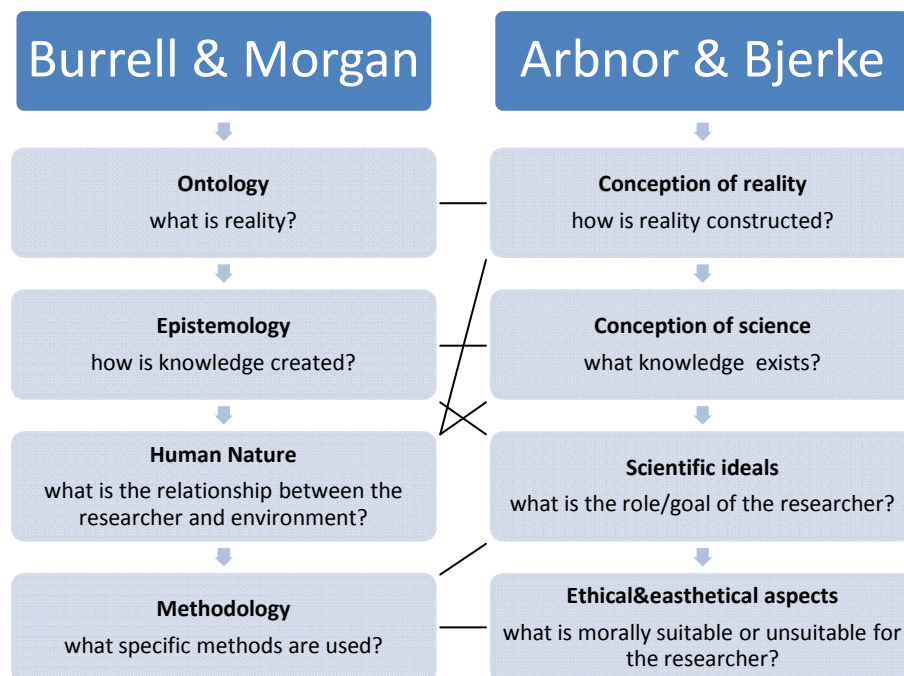 Burrell & Morgan
Ontology
what is reality?
Epistemology
how is knowledge created?
Human Nature
what is the relationship between the
researcher and environment?
Methodology
what specific methods are used?
Arbnor & Bjerke
Conception of reality
how is reality constructed?
Conception of science
what knowledge exists?
Scientific ideals
what is the role/goal of the researcher?
Ethical&easthetical aspects
what is morally suitable or unsuitable for
the researcher?